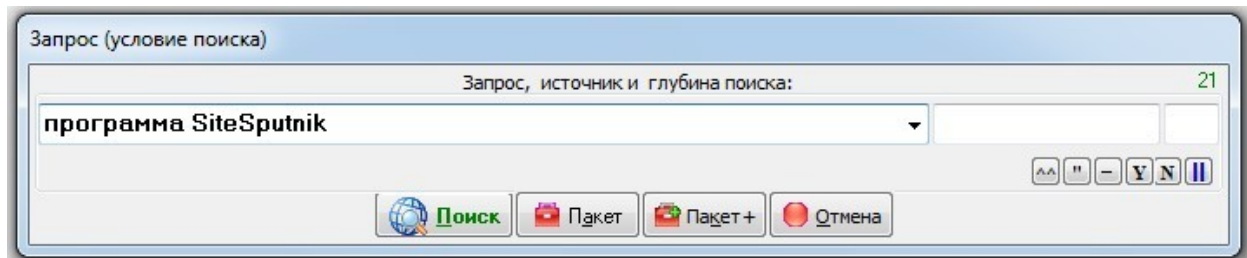 Запрос (условие поиска)
Запрос, источник и глубина поиска: 21
программа SiteSputnik
^^ " – Y N ||
Поиск Пакет Пакет+ Отмена